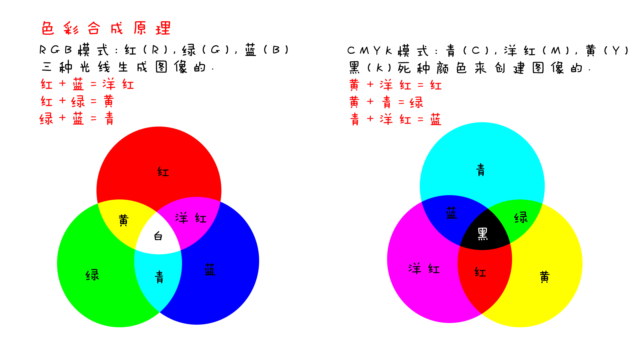 色彩合成原理
RGB模式:红(R),绿(G),蓝(B)
三种光线生成图像的.
红+蓝=洋红
红+绿=黄
绿+蓝=青
红
黄
洋红
白
绿
青
蓝
CMYK模式:青(C),洋红(M),黄(Y)
黑(K)死种颜色来创建图像的.
黄+洋红=红
黄+青=绿
青+洋红=蓝
青
蓝
绿
黑
洋红
红
黄